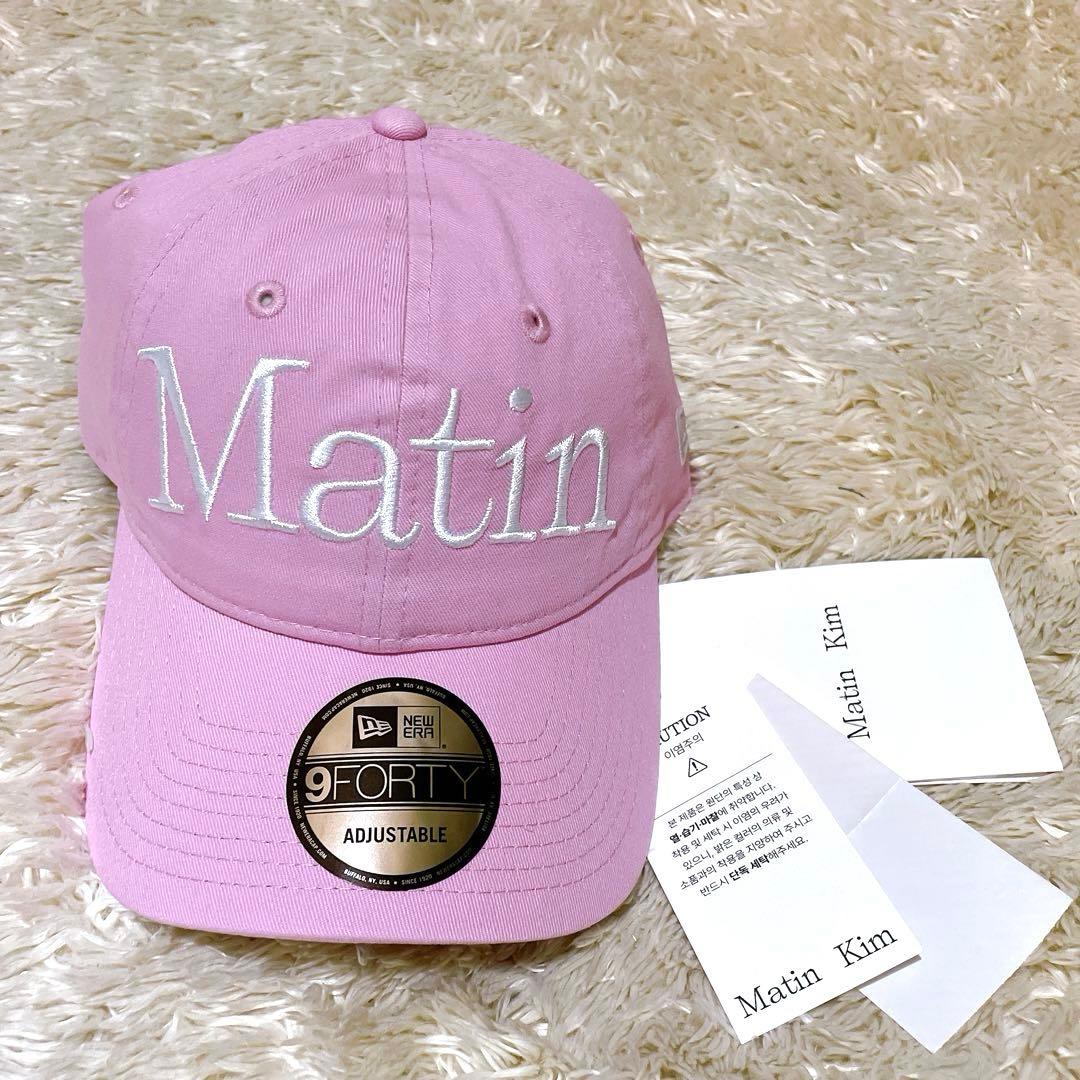 Matin
NEW
ERA
9FORTY
ADJUSTABLE
BUFFALO, NY, USA ★ SINCE 1920 ★ NEWERACAP.COM
Matin Kim
UTION
이염주의
본 제품은 원단의 특성 상
열·습기·마찰에 취약합니다.
착용 및 세탁 시 이염의 우려가
있으니, 밝은 컬러의 의류 및
소품과의 착용을 지양하여 주시고
반드시 단독 세탁해주세요.
Matin Kim